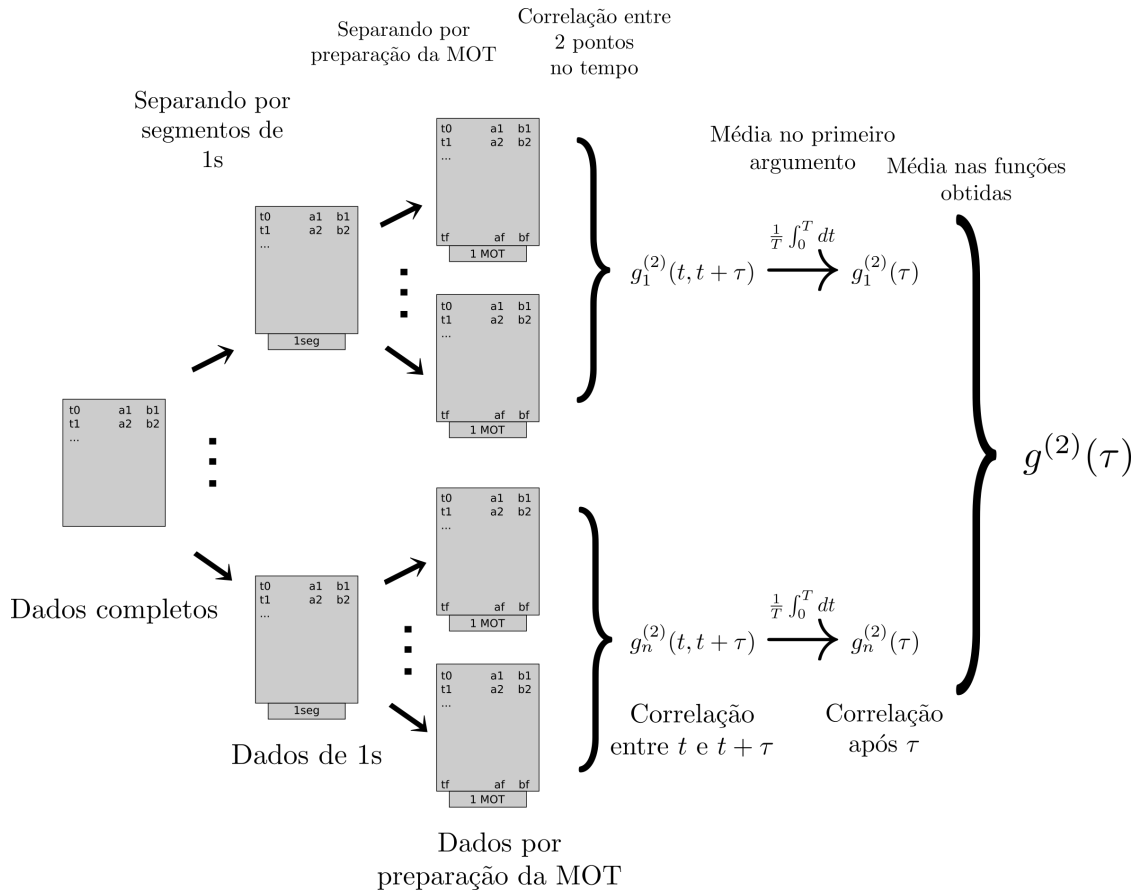 Separando por
preparação da MOT
Correlação entre
2 pontos
no tempo
Separando por
segmentos de
1s
Média no primeiro
argumento
Média nas funções
obtidas
t0 a1 b1
t1 a2 b2
...
tf af bf
1 MOT
t0 a1 b1
t1 a2 b2
...
1seg
t0 a1 b1
t1 a2 b2
...
tf af bf
1 MOT
g_1^{(2)}(t, t + τ)
\frac{1}{T} \int_0^T dt
g_1^{(2)}(τ)
t0 a1 b1
t1 a2 b2
...
Dados completos
g^{(2)}(τ)
t0 a1 b1
t1 a2 b2
...
tf af bf
1 MOT
t0 a1 b1
t1 a2 b2
...
1seg
Dados de 1s
t0 a1 b1
t1 a2 b2
...
tf af bf
1 MOT
Dados por
preparação da MOT
g_n^{(2)}(t, t + τ)
\frac{1}{T} \int_0^T dt
g_n^{(2)}(τ)
Correlação
entre t e t + τ
Correlação
após τ